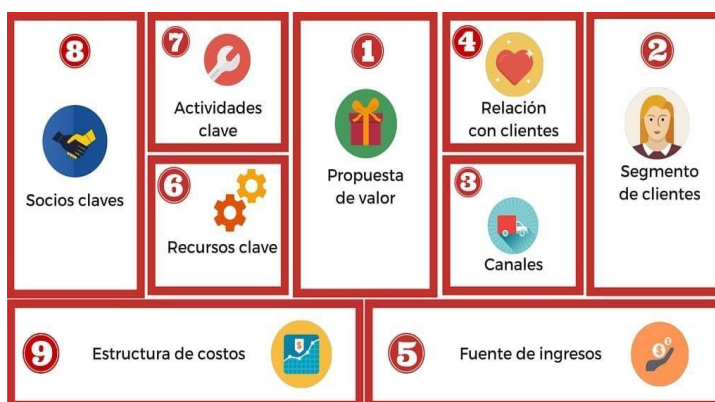 8
Socios claves
7
Actividades
clave
6
Recursos clave
1
Propuesta
de valor
4
Relación
con clientes
3
Canales
2
Segmento
de clientes
9
Estructura de costos
$
5
Fuente de ingresos
$
$